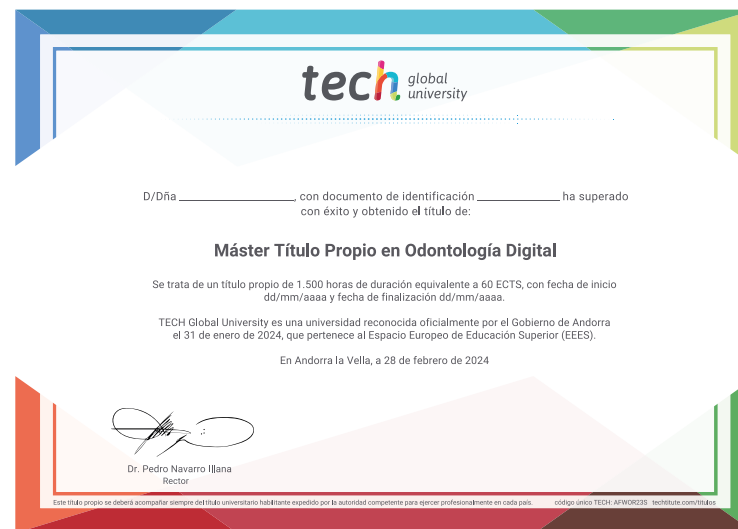 tech global university
D/Dña ____________________, con documento de identificación ______________ ha superado
con éxito y obtenido el título de:
Máster Título Propio en Odontología Digital
Se trata de un título propio de 1.500 horas de duración equivalente a 60 ECTS, con fecha de inicio
dd/mm/aaaa y fecha de finalización dd/mm/aaaa.
TECH Global University es una universidad reconocida oficialmente por el Gobierno de Andorra
el 31 de enero de 2024, que pertenece al Espacio Europeo de Educación Superior (EEES).
En Andorra la Vella, a 28 de febrero de 2024
Dr. Pedro Navarro Illana
Rector
Este título propio se deberá acompañar siempre del título universitario habilitante expedido por la autoridad competente para ejercer profesionalmente en cada país. código único TECH: AFWOR23S techtitute.com/titulos